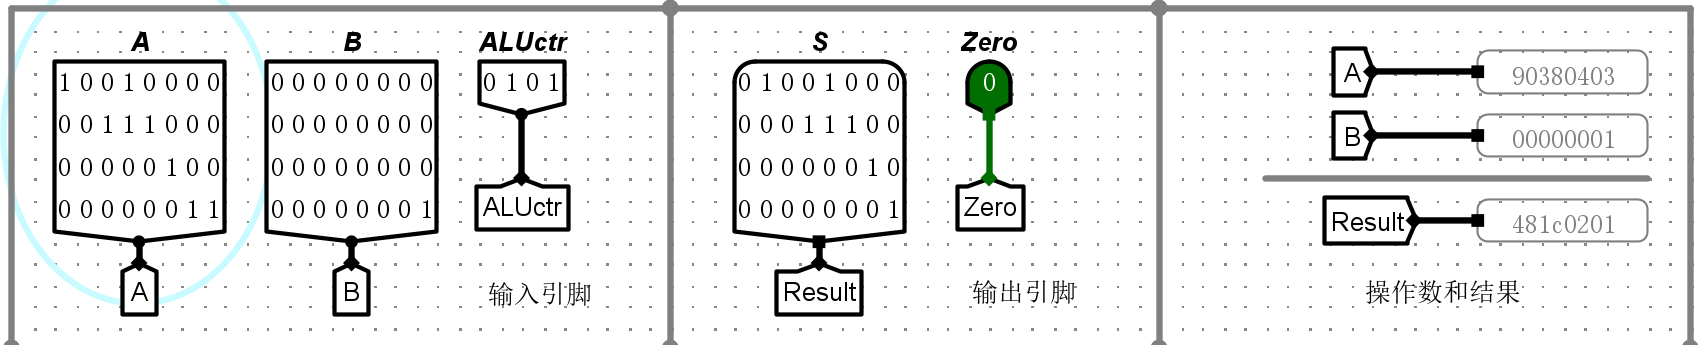 A
1 0 0 1 0 0 0 0
0 0 1 1 1 0 0 0
0 0 0 0 0 1 0 0
0 0 0 0 0 0 1 1
A
B
0 0 0 0 0 0 0 0
0 0 0 0 0 0 0 0
0 0 0 0 0 0 0 0
0 0 0 0 0 0 0 1
B
ALUctr
0 1 0 1
ALUctr
输入引脚
S
0 1 0 0 1 0 0 0
0 0 0 1 1 1 0 0
0 0 0 0 0 0 1 0
0 0 0 0 0 0 0 1
Result
Zero
0
Zero
输出引脚
A 90380403
B 00000001
Result 481c0201
操作数和结果